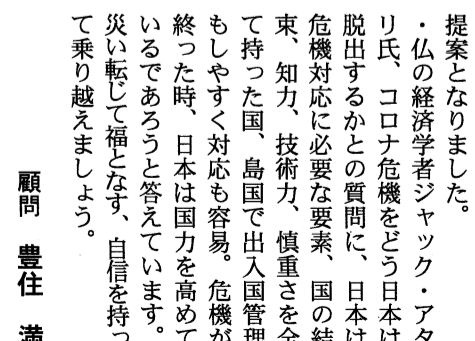 提案となりました。
・仏の経済学者ジャック・アタ
リ氏、コロナ危機をどう日本は
脱出するかとの質問に、日本は
危機対応に必要な要素、国の結
束、知力、技術力、慎重さを全
て持った国、島国で出入国管理
もしやすく対応も容易。危機が
終った時、日本は国力を高めて
いるであろうと答えています。
災い転じて福となす、自信を持っ
て乗り越えましょう。
顧問　豊住　満